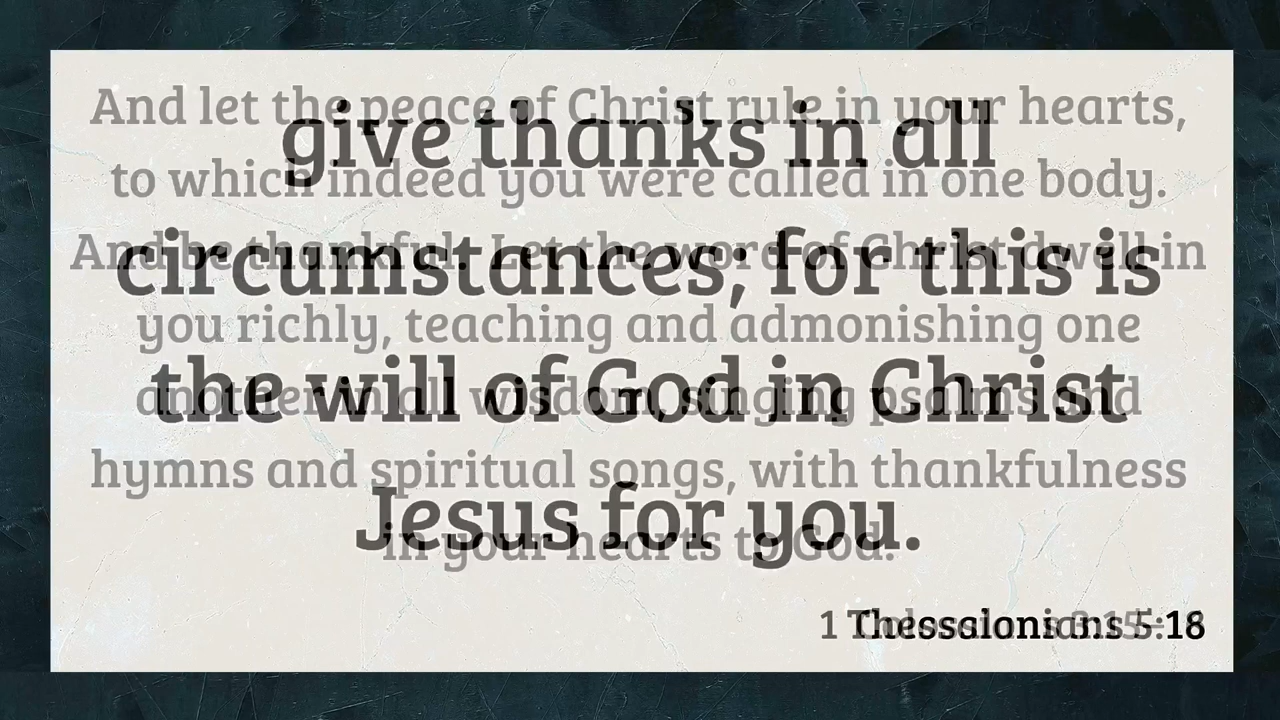 And let the peace of Christ rule in your hearts,
to which indeed you were called in one body.
And be thankful. Let the word of Christ dwell in
you richly, teaching and admonishing one
another in all wisdom, singing psalms and
hymns and spiritual songs, with thankfulness
in your hearts to God.
give thanks in all
circumstances; for this is
the will of God in Christ
Jesus for you.
1 Thessalonians 5:18